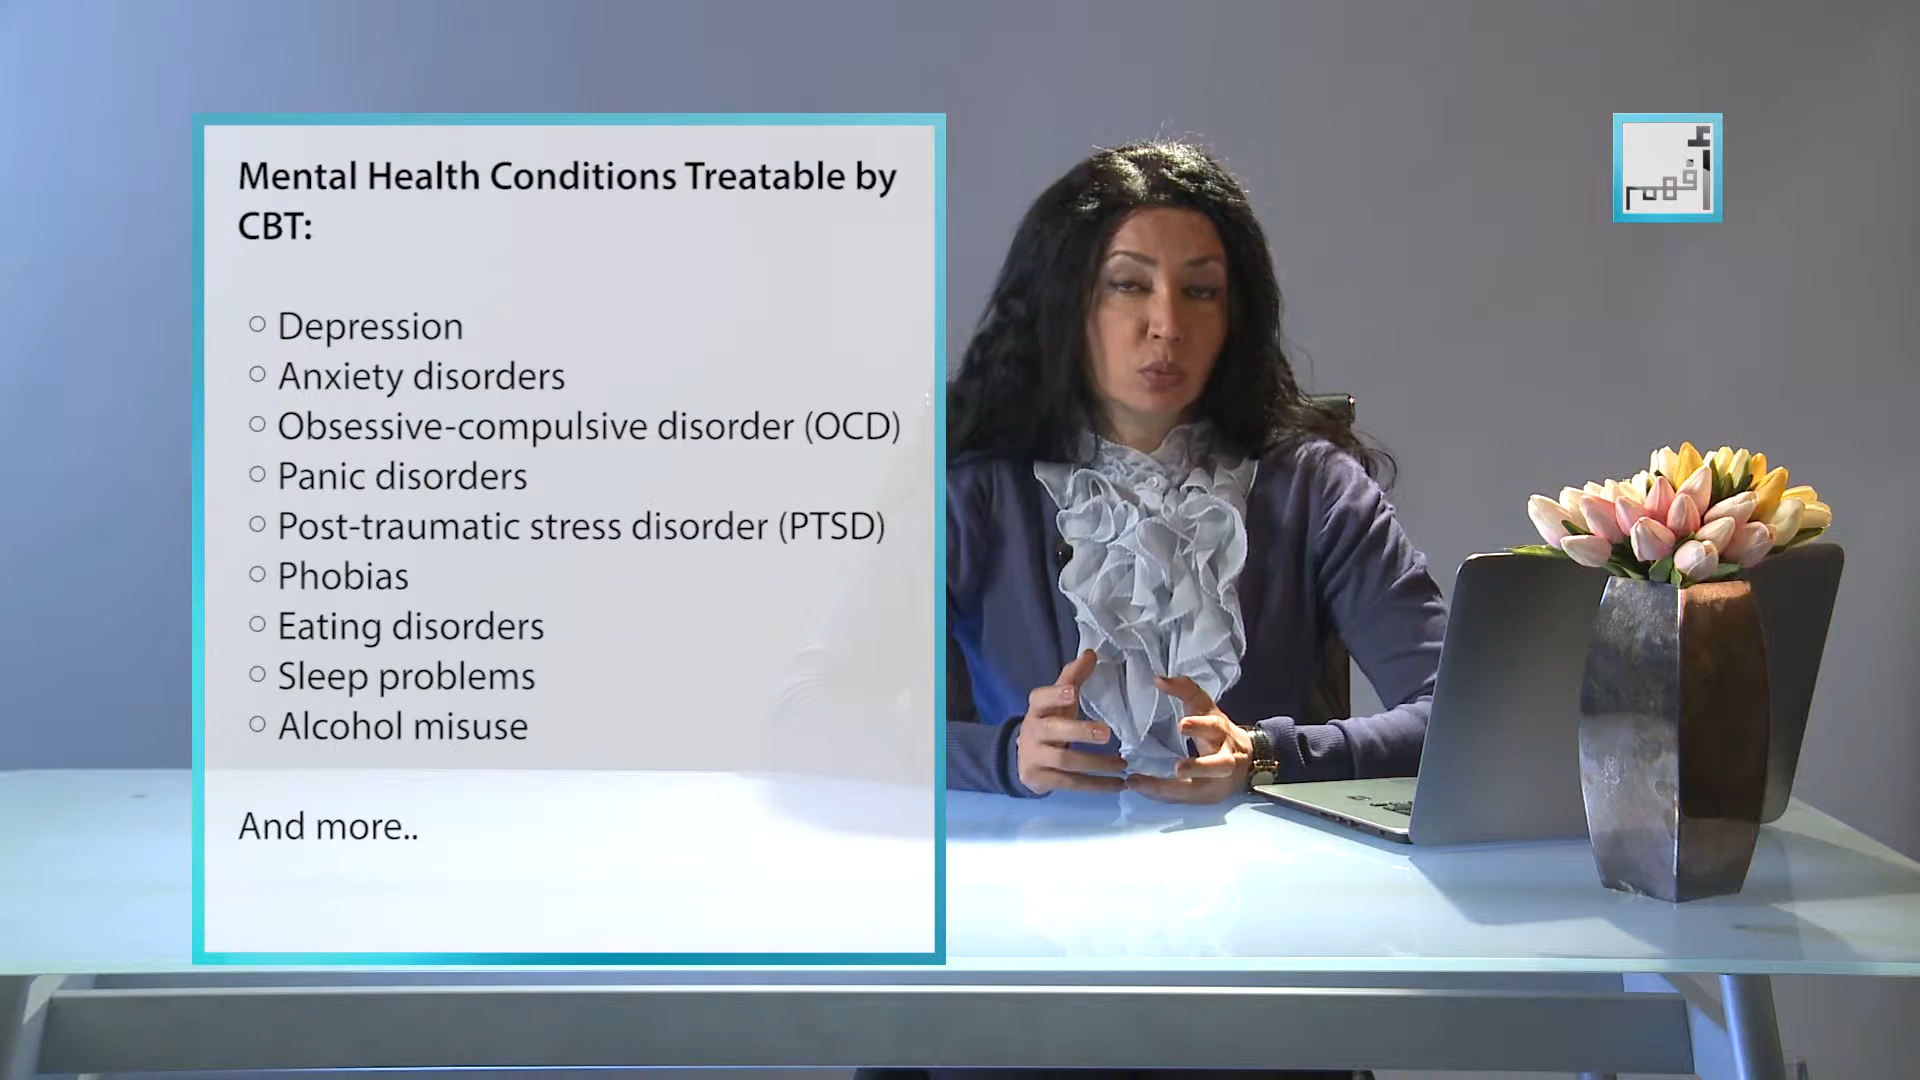 Mental Health Conditions Treatable by
CBT:
○ Depression
○ Anxiety disorders
○ Obsessive-compulsive disorder (OCD)
○ Panic disorders
○ Post-traumatic stress disorder (PTSD)
○ Phobias
○ Eating disorders
○ Sleep problems
○ Alcohol misuse
And more..
أفهم